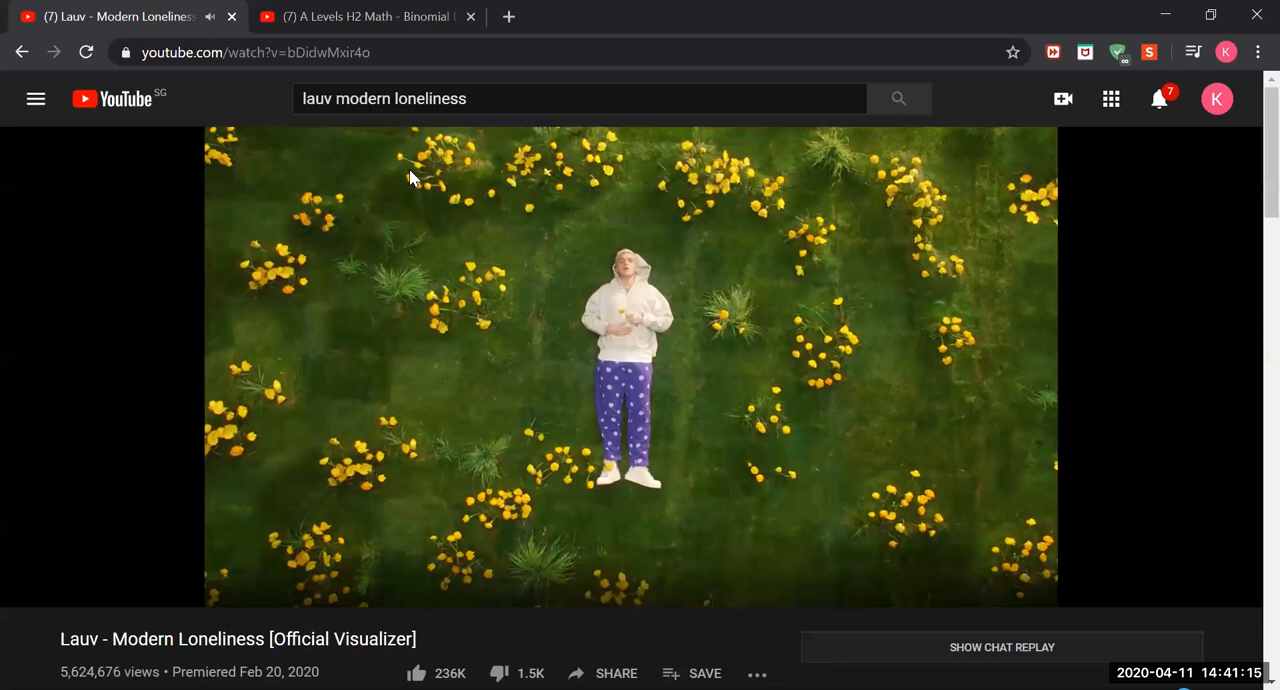 (7) Lauv - Modern Loneliness
(7) A Levels H2 Math - Binomial
youtube.com/watch?v=bDidwMxir4o
K
YouTube SG
lauv modern loneliness
7
K
Lauv - Modern Loneliness [Official Visualizer]
SHOW CHAT REPLAY
5,624,676 views • Premiered Feb 20, 2020
236K
1.5K
SHARE
SAVE
2020-04-11 14:41:15